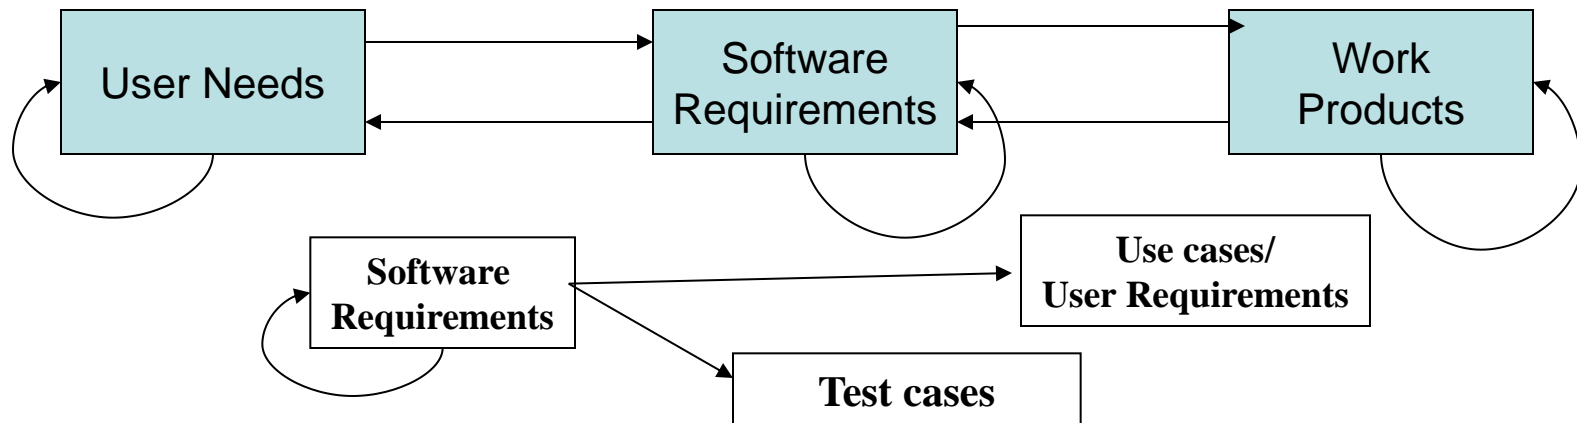 User Needs
Software
Requirements
Work
Products
Software
Requirements
Use cases/
User Requirements
Test cases